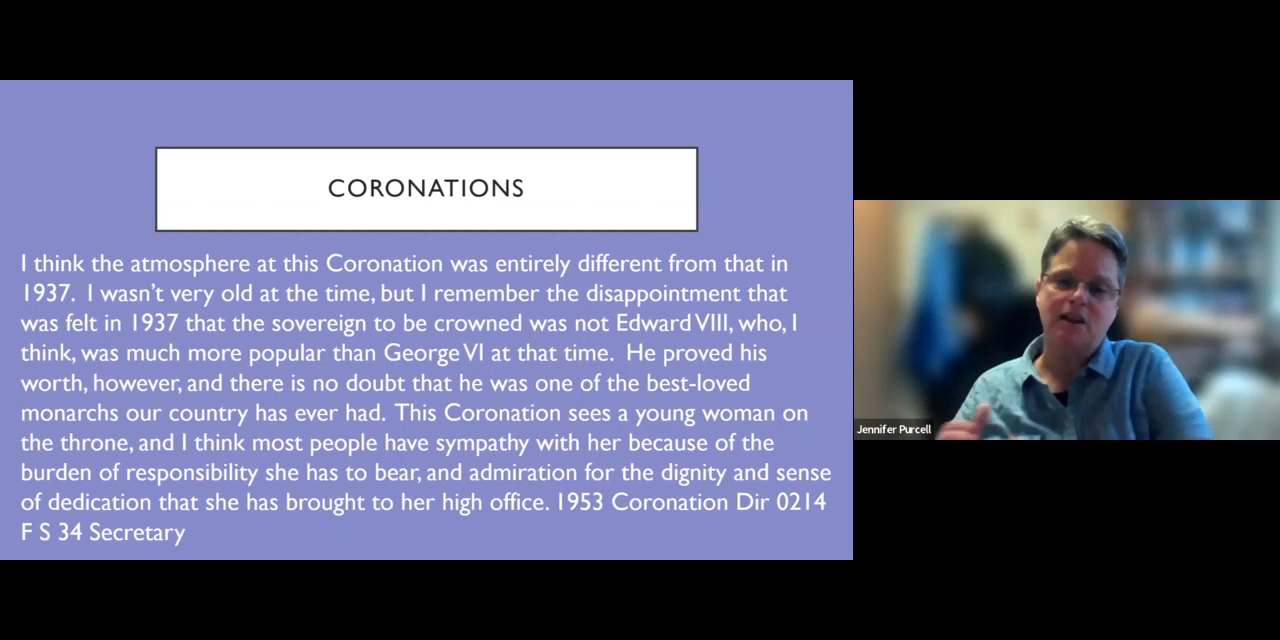 CORONATIONS
I think the atmosphere at this Coronation was entirely different from that in
1937.  I wasn’t very old at the time, but I remember the disappointment that
was felt in 1937 that the sovereign to be crowned was not Edward VIII, who, I
think, was much more popular than George VI at that time.  He proved his
worth, however, and there is no doubt that he was one of the best-loved
monarchs our country has ever had.  This Coronation sees a young woman on
the throne, and I think most people have sympathy with her because of the
burden of responsibility she has to bear, and admiration for the dignity and sense
of dedication that she has brought to her high office. 1953 Coronation Dir 0214
F S 34 Secretary
Jennifer Purcell